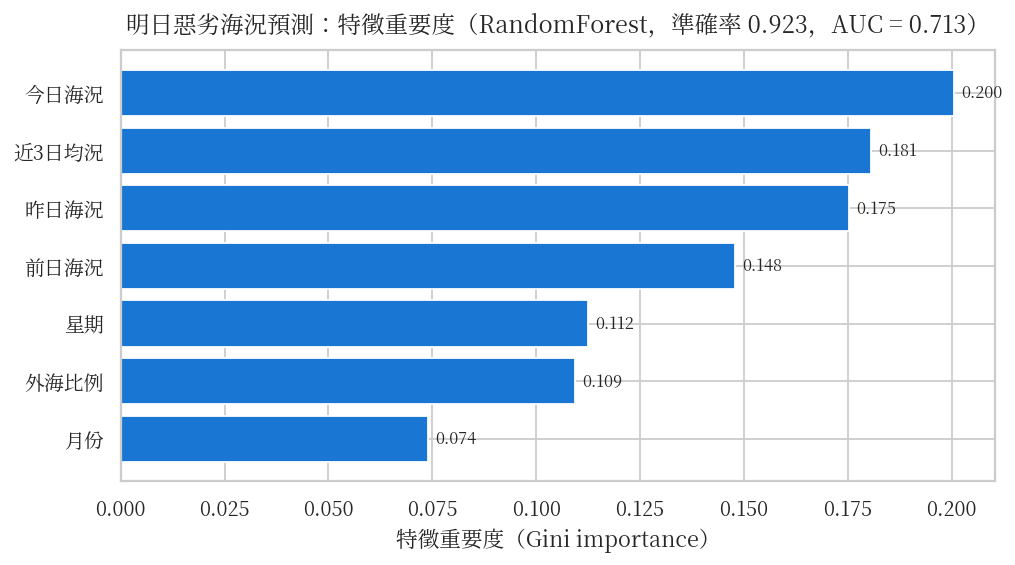 明日惡劣海況預測：特徵重要度（RandomForest，準確率 0.923，AUC = 0.713）
今日海況 0.200
近3日均況 0.181
昨日海況 0.175
前日海況 0.148
星期 0.112
外海比例 0.109
月份 0.074
0.000 0.025 0.050 0.075 0.100 0.125 0.150 0.175 0.200
特徵重要度（Gini importance）